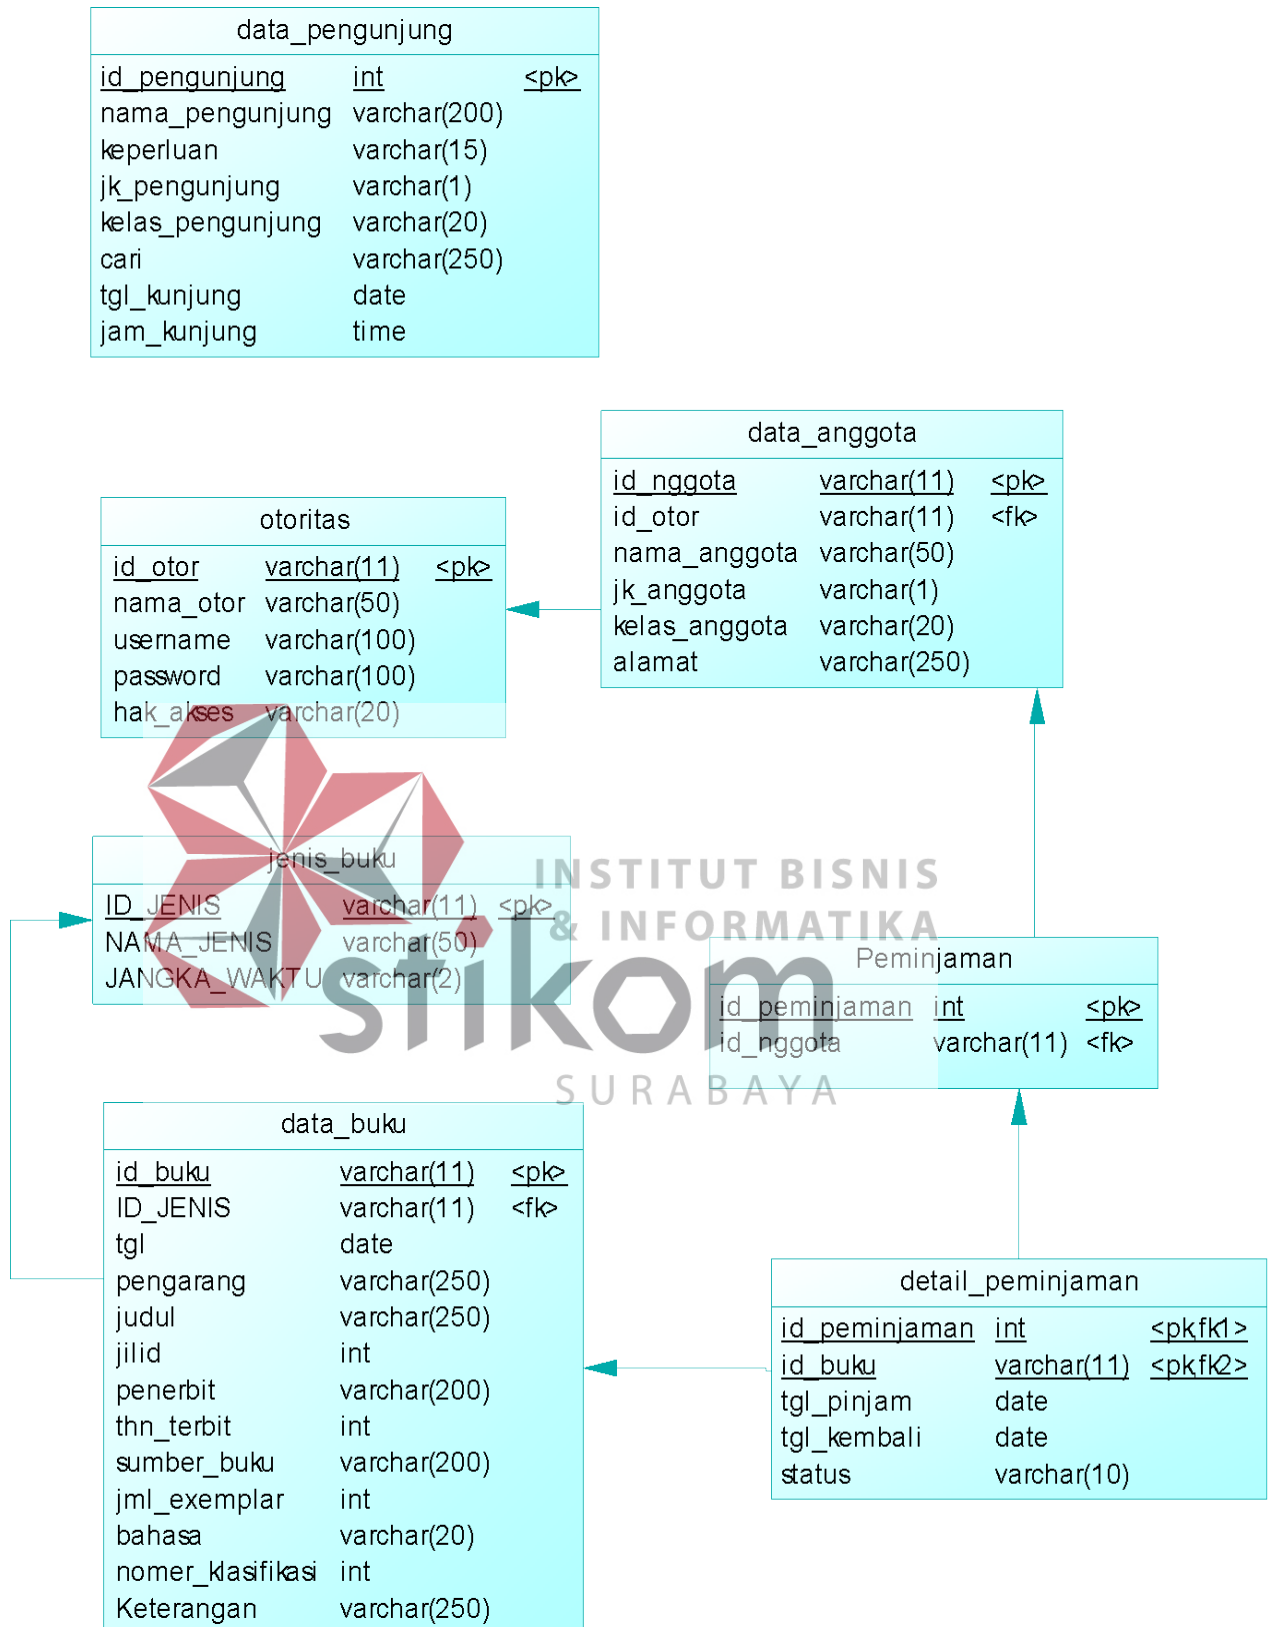 data_pengunjung
id_pengunjung int <pk>
nama_pengunjung varchar(200)
keperluan varchar(15)
jk_pengunjung varchar(1)
kelas_pengunjung varchar(20)
cari varchar(250)
tgl_kunjung date
jam_kunjung time
data_anggota
id_nggota varchar(11) <pk>
id_otor varchar(11) <fk>
nama_anggota varchar(50)
jk_anggota varchar(1)
kelas_anggota varchar(20)
alamat varchar(250)
otoritas
id_otor varchar(11) <pk>
nama_otor varchar(50)
username varchar(100)
password varchar(100)
hak_akses varchar(20)
jenis_buku
ID_JENIS varchar(11) <pk>
NAMA_JENIS varchar(50)
JANGKA_WAKTU varchar(2)
INSTITUT BISNIS
& INFORMATIKA
stikom
SURABAYA
Peminjaman
id_peminjaman int <pk>
id_nggota varchar(11) <fk>
data_buku
id_buku varchar(11) <pk>
ID_JENIS varchar(11) <fk>
tgl date
pengarang varchar(250)
judul varchar(250)
jilid int
penerbit varchar(200)
thn_terbit int
sumber_buku varchar(200)
jml_exemplar int
bahasa varchar(20)
nomer_klasifikasi int
Keterangan varchar(250)
detail_peminjaman
id_peminjaman int <pk,fk1>
id_buku varchar(11) <pk,fk2>
tgl_pinjam date
tgl_kembali date
status varchar(10)